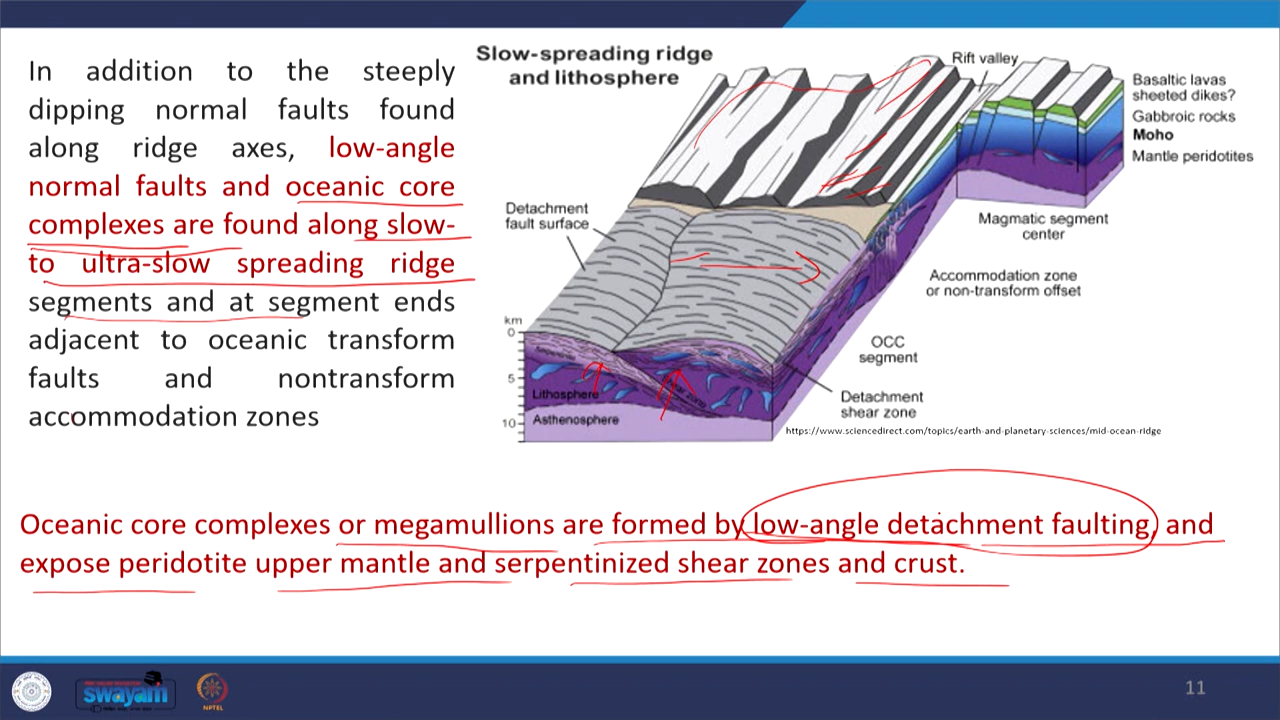 In addition to the steeply
dipping normal faults found
along ridge axes, low-angle
normal faults and oceanic core
complexes are found along slow-
to ultra-slow spreading ridge
segments and at segment ends
adjacent to oceanic transform
faults and nontransform
accommodation zones
Slow-spreading ridge
and lithosphere
Rift valley
Basaltic lavas
sheeted dikes?
Gabbroic rocks
Moho
Mantle peridotites
Magmatic segment
center
Accommodation zone
or non-transform offset
OCC
segment
Detachment
shear zone
Detachment
fault surface
km
0
5
10
Lithosphere
Asthenosphere
https://www.sciencedirect.com/topics/earth-and-planetary-sciences/mid-ocean-ridge
Oceanic core complexes or megamullions are formed by low-angle detachment faulting, and
expose peridotite upper mantle and serpentinized shear zones and crust.
swayam
NPTEL
11